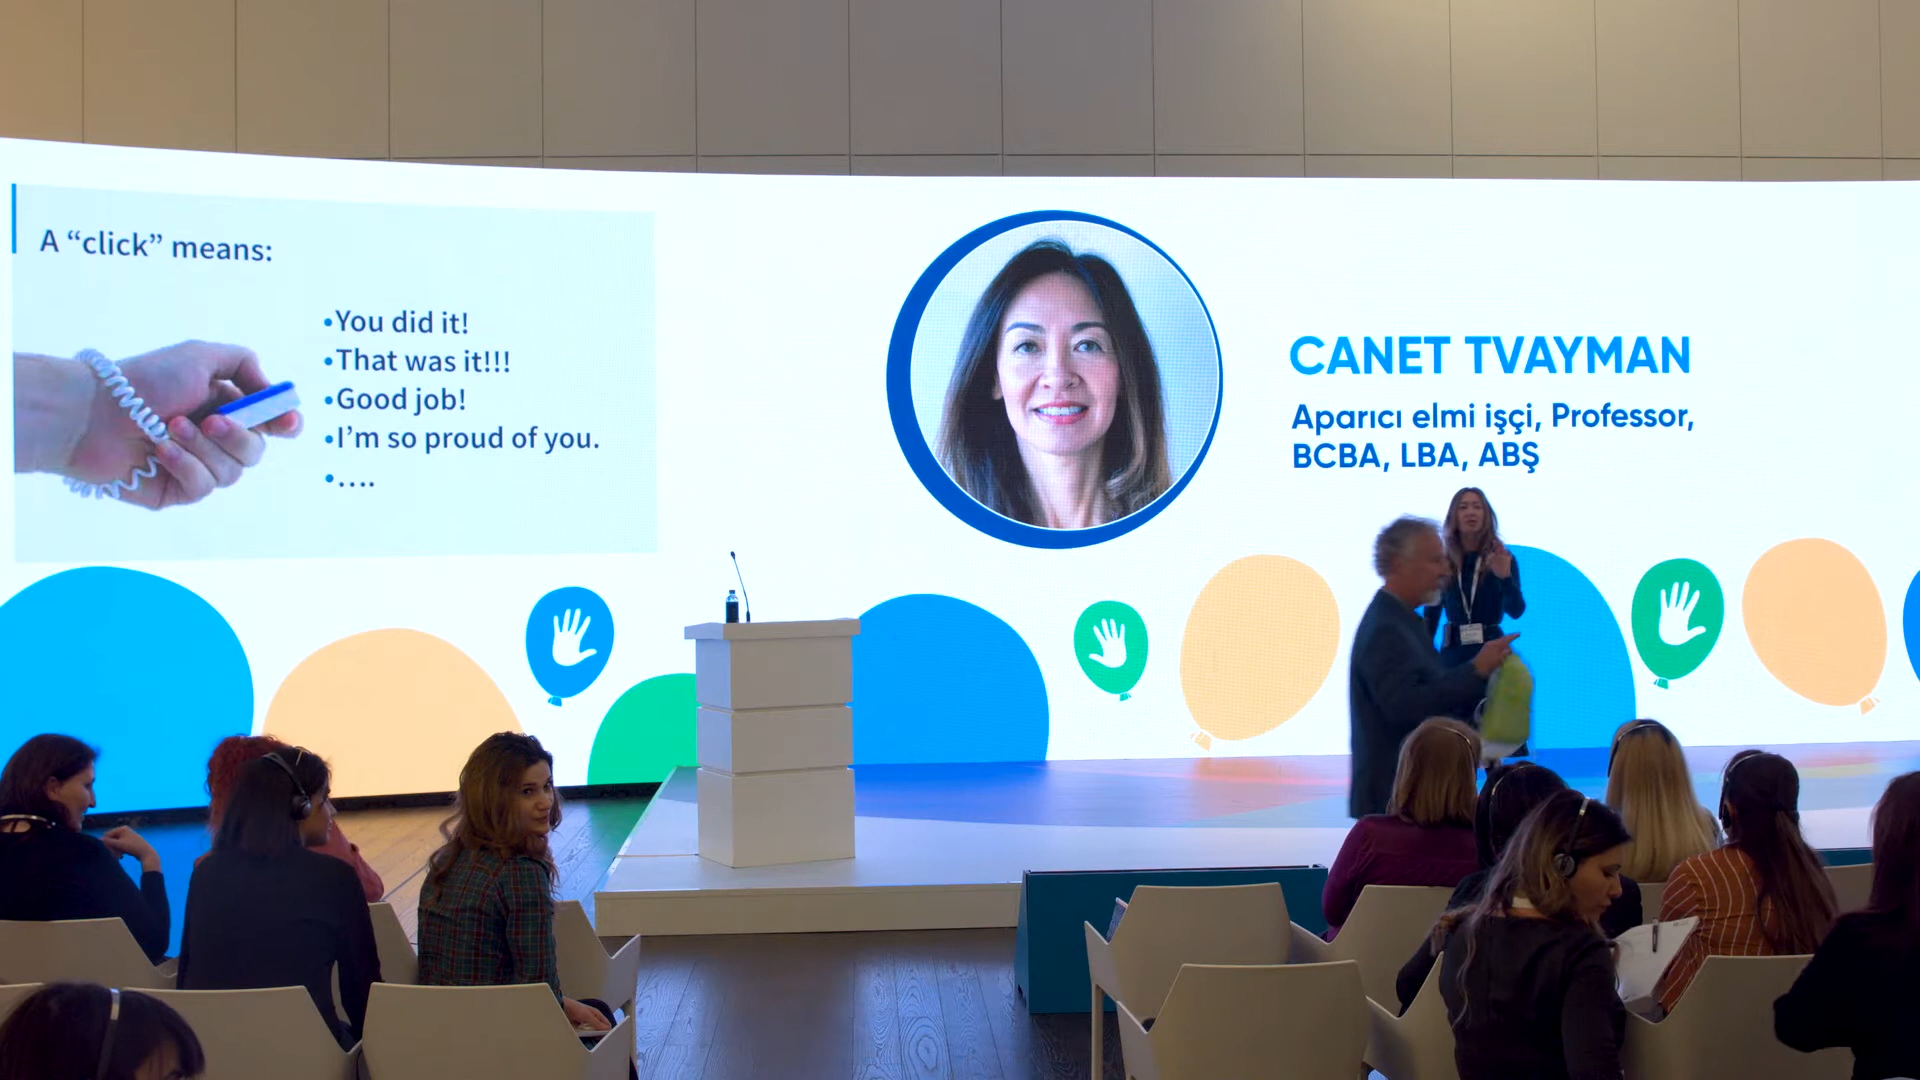 A “click” means:
•You did it!
•That was it!!!
•Good job!
•I’m so proud of you.
•....
CANET TVAYMAN
Aparıcı elmi işçi, Professor,
BCBA, LBA, ABŞ